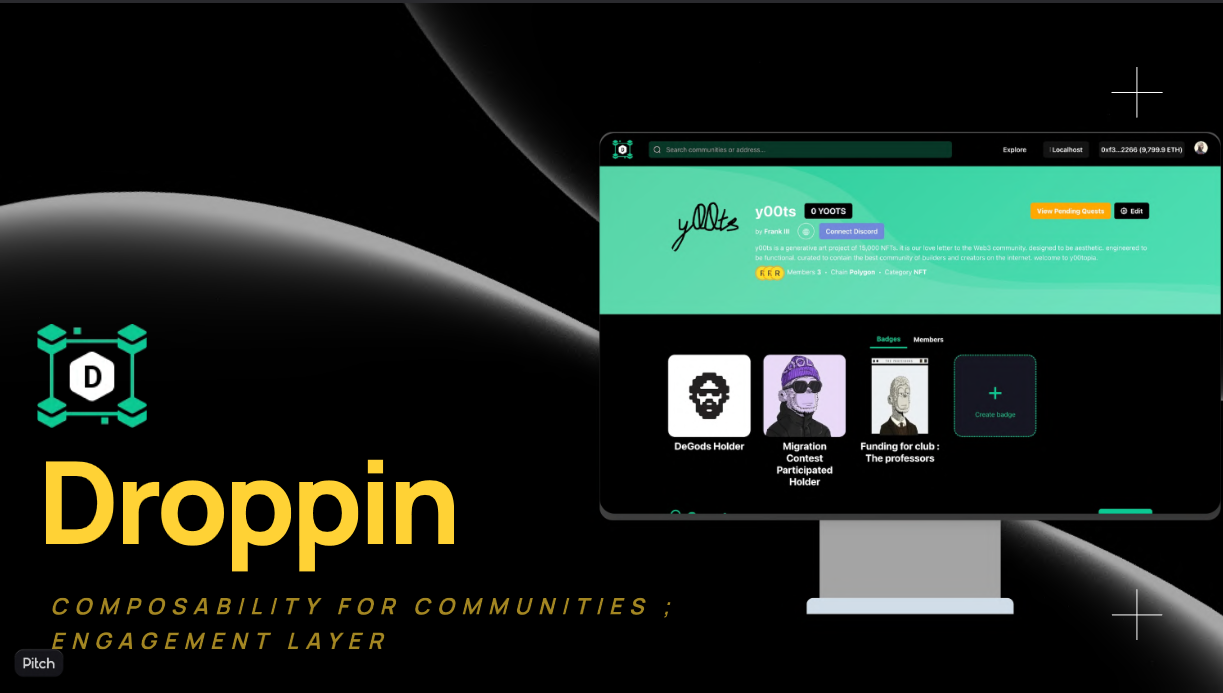 D
Droppin
COMPOSABILITY FOR COMMUNITIES ;
ENGAGEMENT LAYER
Pitch
D
Search communities or address...
Explore
Localhost
0xf3...2266 (9,799.9 ETH)
y00ts
y00ts
0 YOOTS
View Pending Quests
Edit
by Frank III
Connect Discord
y00ts is a generative art project of 15,000 NFTs. it is our love letter to the Web3 community. designed to be aesthetic, engineered to
be functional, curated to contain the best community of builders and creators on the internet. welcome to y00topia.
E E R Members 3 • Chain Polygon • Category NFT
Badges
Members
DeGods Holder
Migration
Contest
Participated
Holder
Funding for club :
The professors
+
Create badge